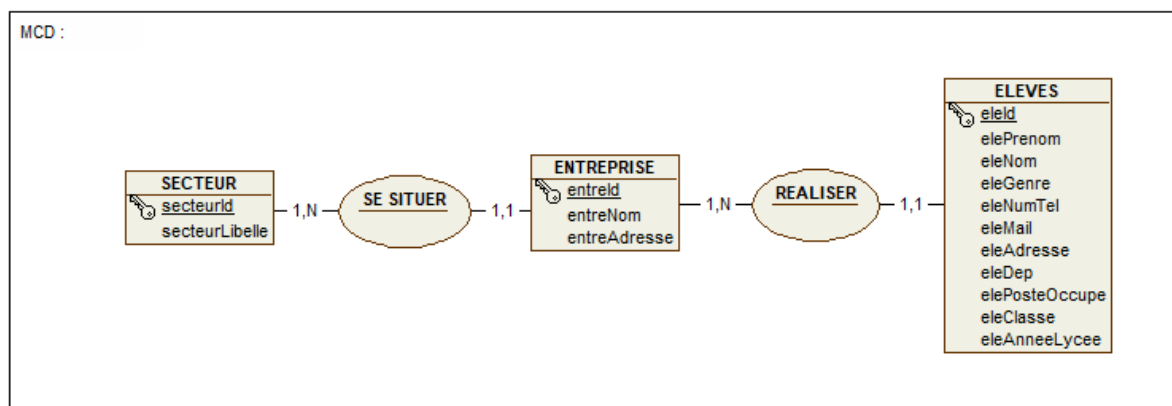 MCD :
SECTEUR
secteurId
secteurLibelle
1,N
SE SITUER
1,1
ENTREPRISE
entreId
entreNom
entreAdresse
1,N
REALISER
1,1
ELEVES
eleId
elePrenom
eleNom
eleGenre
eleNumTel
eleMail
eleAdresse
eleDep
elePosteOccupe
eleClasse
eleAnneeLycee